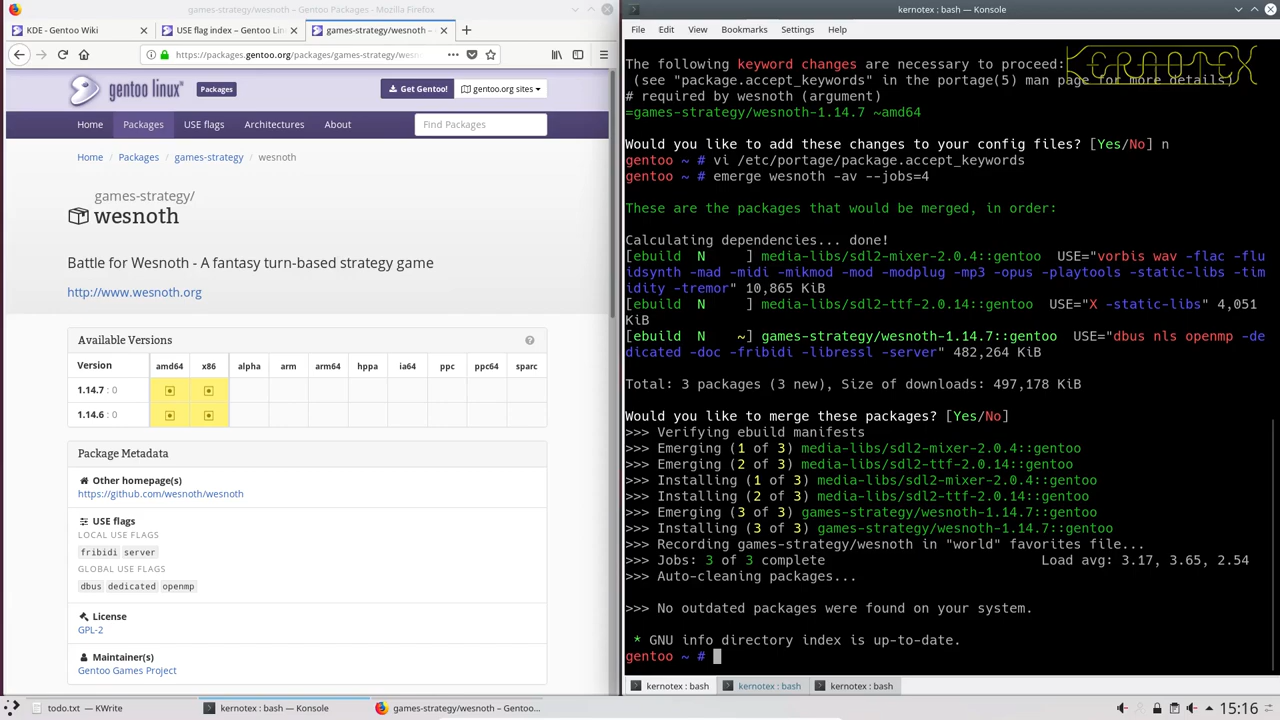 games-strategy/wesnoth – Gentoo Packages - Mozilla Firefox
KDE - Gentoo Wiki
USE flag index – Gentoo Lin
games-strategy/wesnoth –
https://packages.gentoo.org/packages/games-strategy/wesn
gentoo linux
Packages
Get Gentoo!
gentoo.org sites
Home
Packages
USE flags
Architectures
About
Find Packages
Home
Packages
games-strategy
wesnoth
games-strategy/
wesnoth
Battle for Wesnoth - A fantasy turn-based strategy game
http://www.wesnoth.org
Available Versions
Version amd64 x86 alpha arm arm64 hppa ia64 ppc ppc64 sparc
1.14.7 : 0
1.14.6 : 0
Package Metadata
Other homepage(s)
https://github.com/wesnoth/wesnoth
USE flags
LOCAL USE FLAGS
fribidi server
GLOBAL USE FLAGS
dbus dedicated openmp
License
GPL-2
Maintainer(s)
Gentoo Games Project
kernotex : bash — Konsole
File Edit View Bookmarks Settings Help
KERNOTEX
The following keyword changes are necessary to proceed:
(see "package.accept_keywords" in the portage(5) man page for more details)
# required by wesnoth (argument)
=games-strategy/wesnoth-1.14.7 ~amd64
Would you like to add these changes to your config files? [Yes/No] n
gentoo ~ # vi /etc/portage/package.accept_keywords
gentoo ~ # emerge wesnoth -av --jobs=4
These are the packages that would be merged, in order:
Calculating dependencies... done!
[ebuild N ] media-libs/sdl2-mixer-2.0.4::gentoo USE="vorbis wav -flac -flu
idsynth -mad -midi -mikmod -mod -modplug -mp3 -opus -playtools -static-libs -tim
idity -tremor" 10,865 KiB
[ebuild N ] media-libs/sdl2-ttf-2.0.14::gentoo USE="X -static-libs" 4,051
KiB
[ebuild N ~] games-strategy/wesnoth-1.14.7::gentoo USE="dbus nls openmp -de
dicated -doc -fribidi -libressl -server" 482,264 KiB
Total: 3 packages (3 new), Size of downloads: 497,178 KiB
Would you like to merge these packages? [Yes/No]
>>> Verifying ebuild manifests
>>> Emerging (1 of 3) media-libs/sdl2-mixer-2.0.4::gentoo
>>> Emerging (2 of 3) media-libs/sdl2-ttf-2.0.14::gentoo
>>> Installing (1 of 3) media-libs/sdl2-mixer-2.0.4::gentoo
>>> Installing (2 of 3) media-libs/sdl2-ttf-2.0.14::gentoo
>>> Emerging (3 of 3) games-strategy/wesnoth-1.14.7::gentoo
>>> Installing (3 of 3) games-strategy/wesnoth-1.14.7::gentoo
>>> Recording games-strategy/wesnoth in "world" favorites file...
>>> Jobs: 3 of 3 complete Load avg: 3.17, 3.65, 2.54
>>> Auto-cleaning packages...
>>> No outdated packages were found on your system.
* GNU info directory index is up-to-date.
gentoo ~ #
kernotex : bash
kernotex : bash
kernotex : bash
todo.txt — KWrite
kernotex : bash — Konsole
games-strategy/wesnoth – Gentoo...
15:16